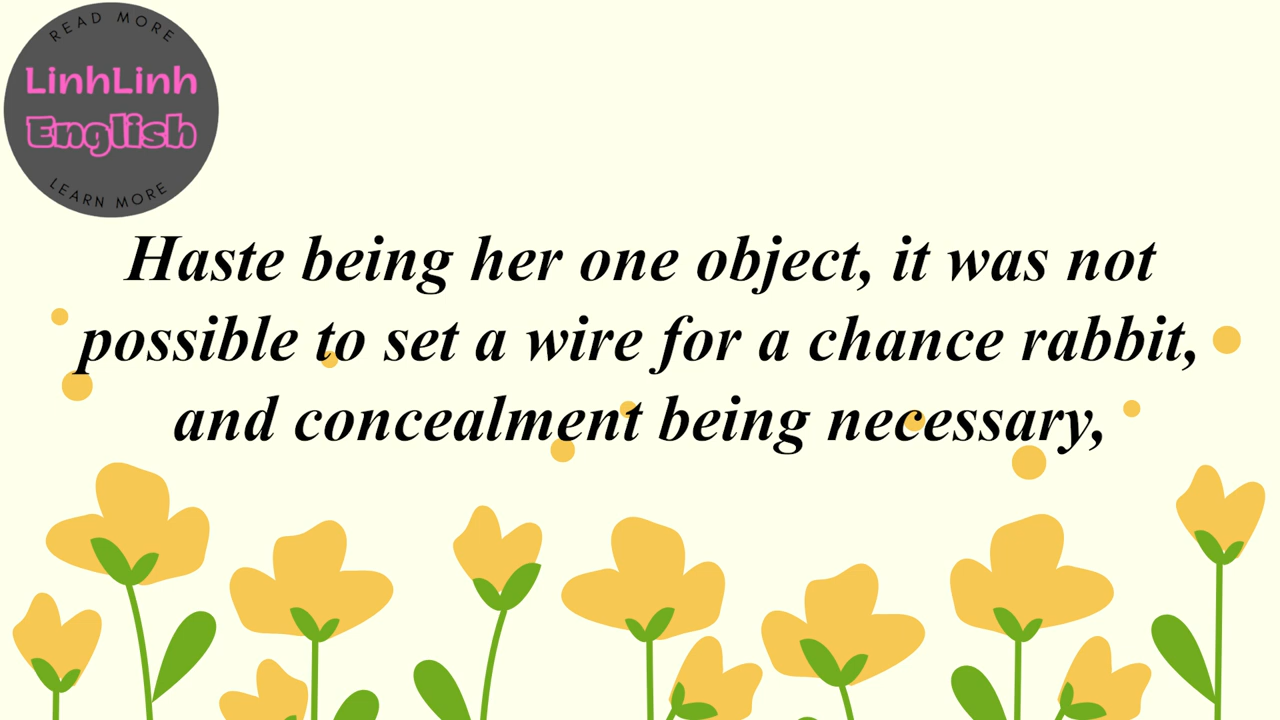 READ MORE
LinhLinh
English
LEARN MORE
Haste being her one object, it was not
possible to set a wire for a chance rabbit,
and concealment being necessary,